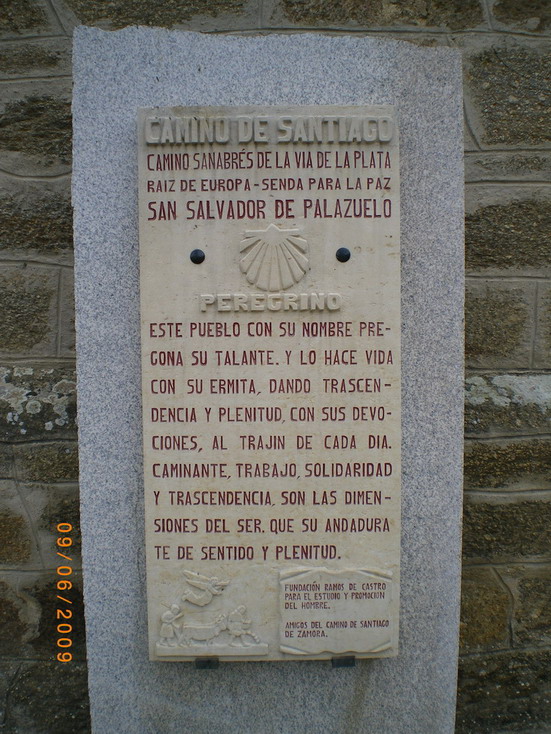 CAMINO DE SANTIAGO
CAMINO SANABRÉS DE LA VIA DE LA PLATA
RAIZ DE EUROPA - SENDA PARA LA PAZ
SAN SALVADOR DE PALAZUELO
PEREGRINO
ESTE PUEBLO CON SU NOMBRE PRE-
GONA SU TALANTE. Y LO HACE VIDA
CON SU ERMITA, DANDO TRASCEN-
DENCIA Y PLENITUD, CON SUS DEVO-
CIONES, AL TRAJIN DE CADA DIA.
CAMINANTE, TRABAJO, SOLIDARIDAD
Y TRASCENDENCIA, SON LAS DIMEN-
SIONES DEL SER. QUE SU ANDADURA
TE DE SENTIDO Y PLENITUD.
FUNDACIÓN RAMOS DE CASTRO
PARA EL ESTUDIO Y PROMOCION
DEL HOMBRE.
AMIGOS DEL CAMINO DE SANTIAGO
DE ZAMORA.
09/06/2009